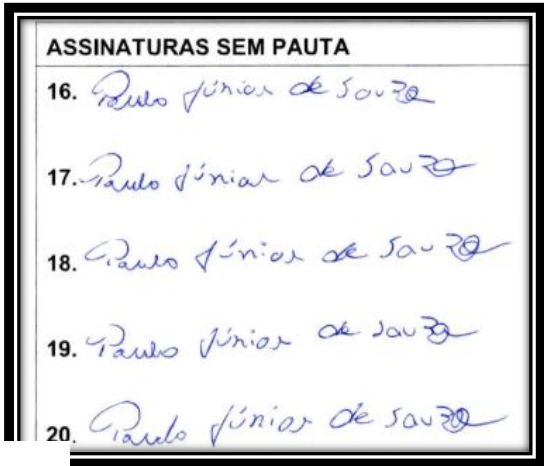 ASSINATURAS SEM PAUTA
16. Paulo Júnior de Souza
17. Paulo Júnior de Souza
18. Paulo Júnior de Souza
19. Paulo Júnior de Souza
20. Paulo Júnior de Souza